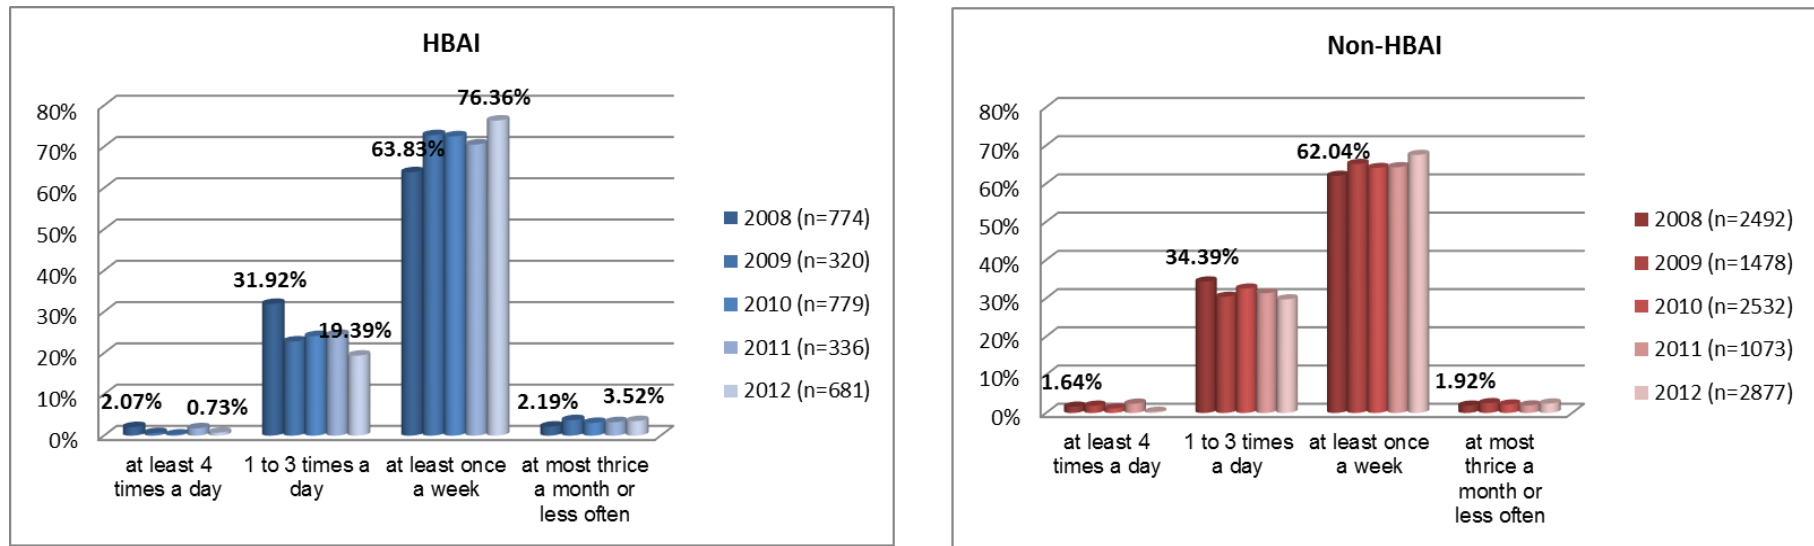 HBAI
80%
70%
60%
50%
40%
30%
20%
10%
0%
2.07%
0.73%
31.92%
19.39%
63.83%
76.36%
2.19%
3.52%
at least 4
times a day
1 to 3 times a
day
at least once
a week
at most thrice
a month or
less often
2008 (n=774)
2009 (n=320)
2010 (n=779)
2011 (n=336)
2012 (n=681)
Non-HBAI
80%
70%
60%
50%
40%
30%
20%
10%
0%
1.64%
34.39%
62.04%
1.92%
at least 4
times a day
1 to 3 times
a day
at least once
a week
at most
thrice a
month or
less often
2008 (n=2492)
2009 (n=1478)
2010 (n=2532)
2011 (n=1073)
2012 (n=2877)